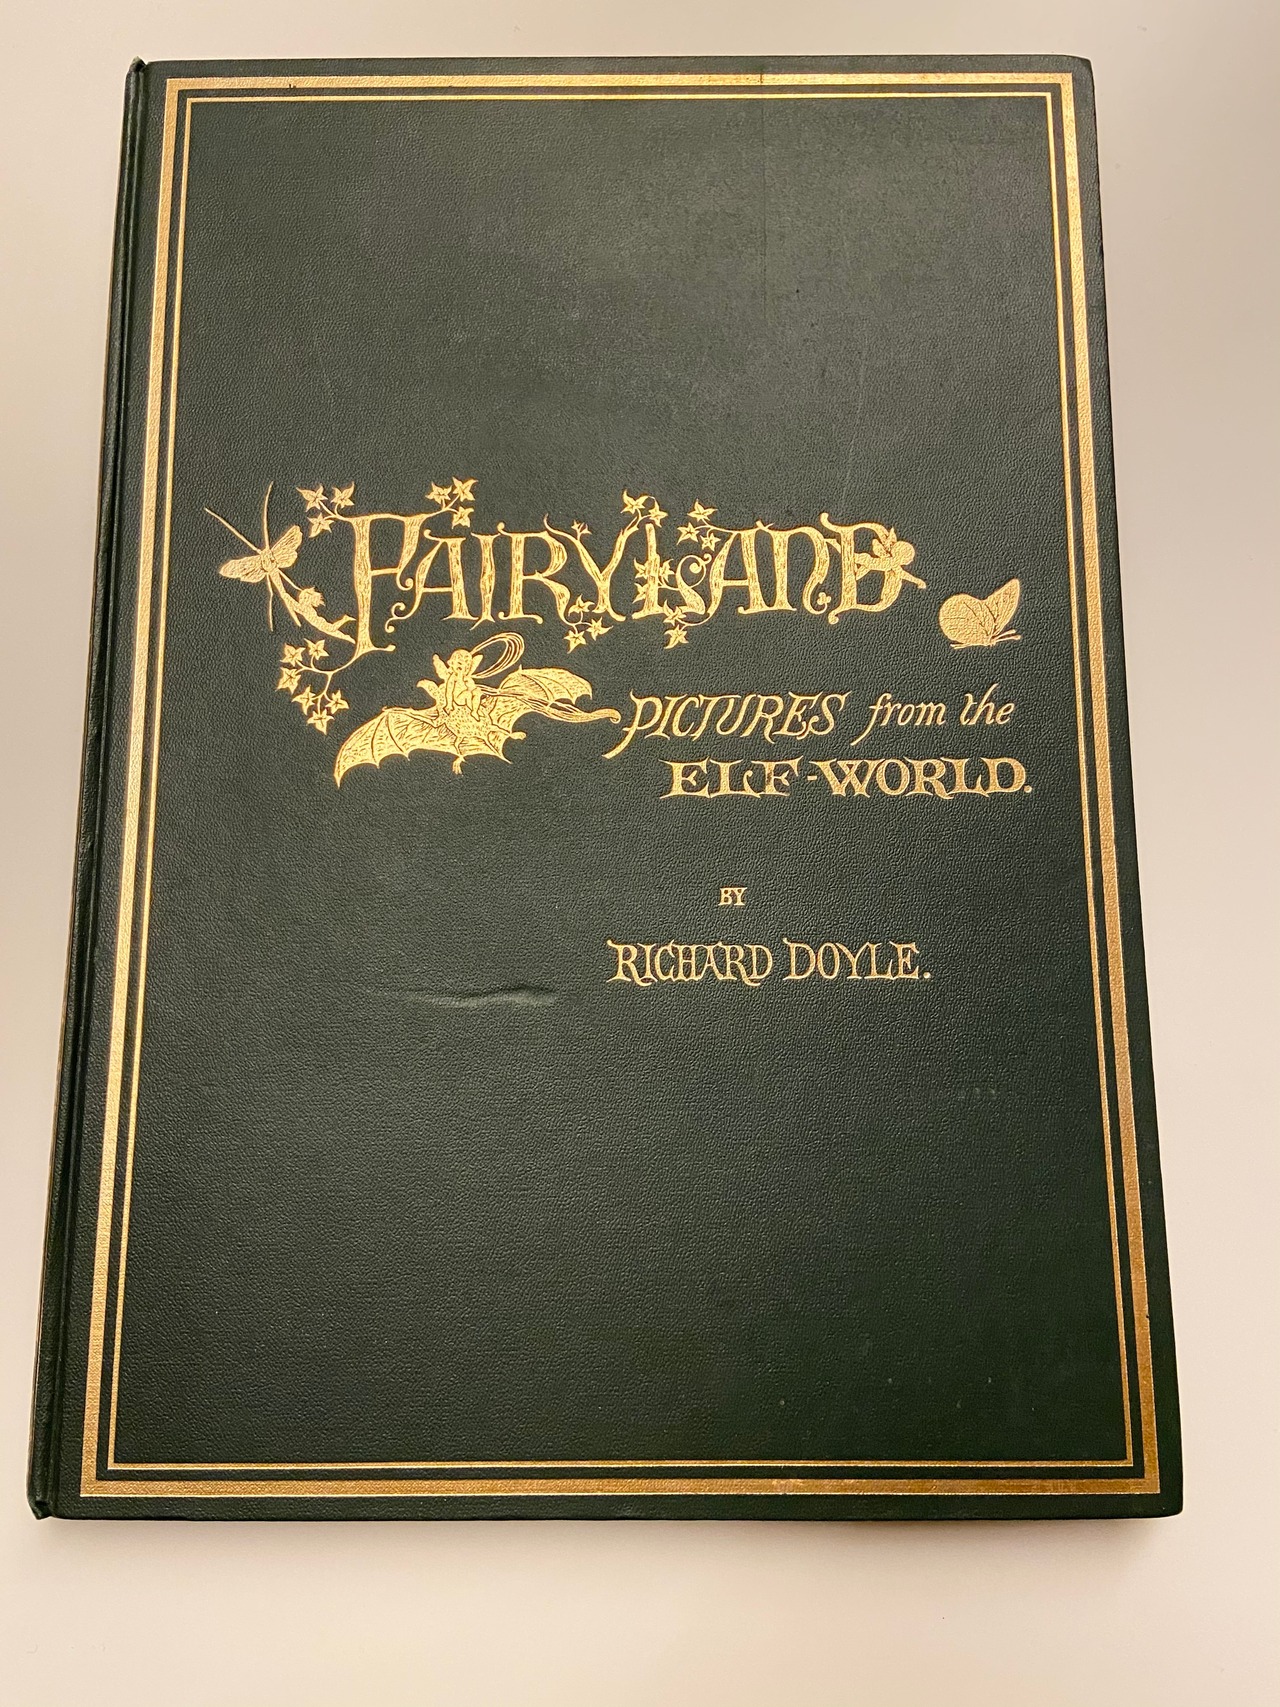 FAIRYLAND
PICTURES from the
ELF-WORLD.
BY
RICHARD DOYLE.